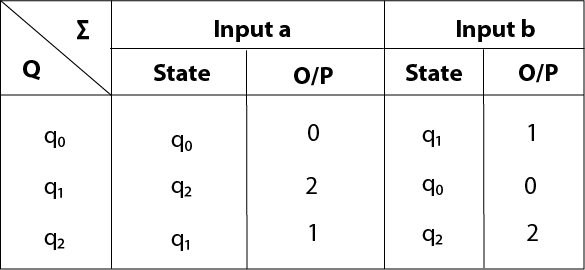 Σ Input a Input b
Q State O/P State O/P
q₀ q₀ 0 q₁ 1
q₁ q₂ 2 q₀ 0
q₂ q₁ 1 q₂ 2